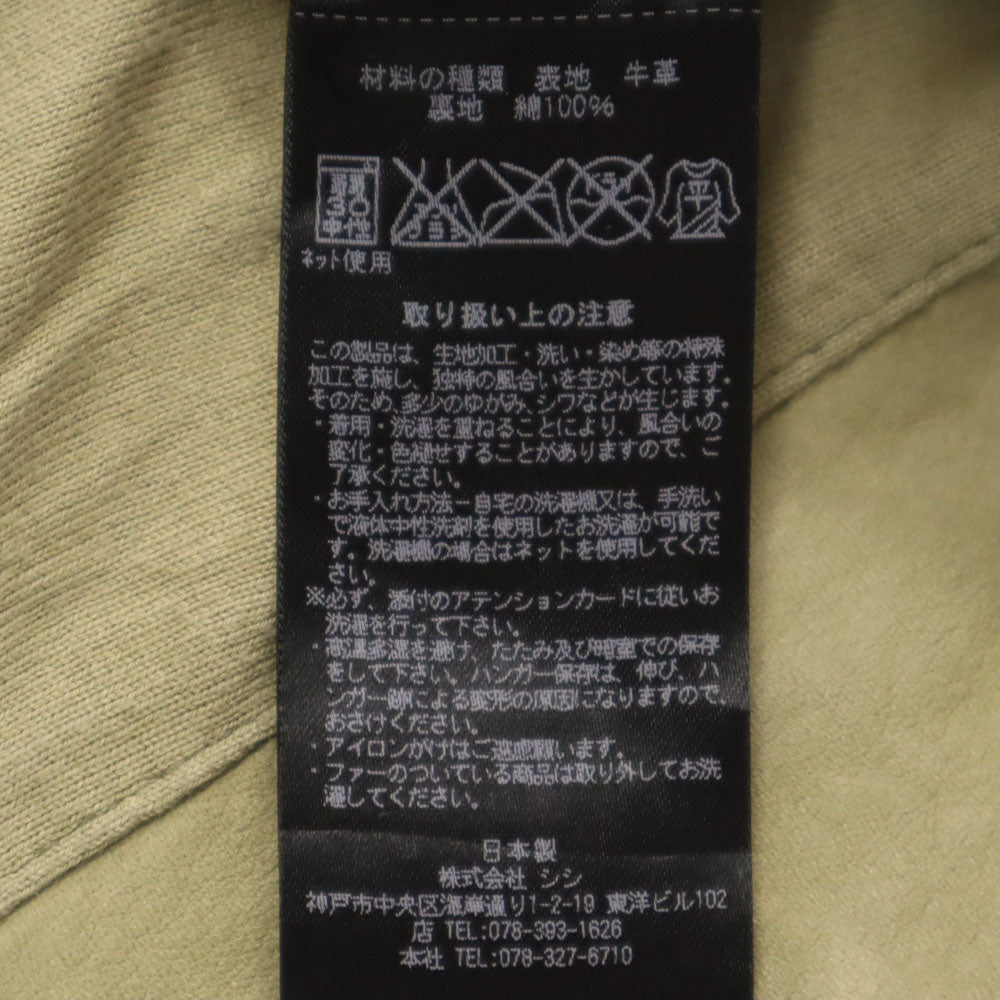 材料の種類 表地 牛革
裏地 綿100%
弱
30
中性
エンソ
サラシ
ドライ
平
ネット使用
取り扱い上の注意
この製品は、生地加工・洗い・染め等の特殊
加工を施し、独特の風合いを生かしています。
そのため、多少のゆがみ、シワなどが生じます。
・着用・洗濯を重ねることにより、風合いの
変化・色褪せすることがありますので、ご
了承ください。
・お手入れ方法－自宅の洗濯機又は、手洗い
で液体中性洗剤を使用したお洗濯が可能で
す。洗濯機の場合はネットを使用してくだ
さい。
※必ず、添付のアテンションカードに従いお
洗濯を行って下さい。
・高温多湿を避け、たたみ及び暗室での保存
をして下さい。ハンガー保存は、伸び、ハ
ンガー跡による変形の原因になりますので、
おさけください。
・アイロンがけはご遠慮願います。
・ファーのついている商品は取り外してお洗
濯してください。
日本製
株式会社 シシ
神戸市中央区海岸通り1-2-19 東洋ビル102
店 TEL:078-393-1626
本社 TEL:078-327-6710